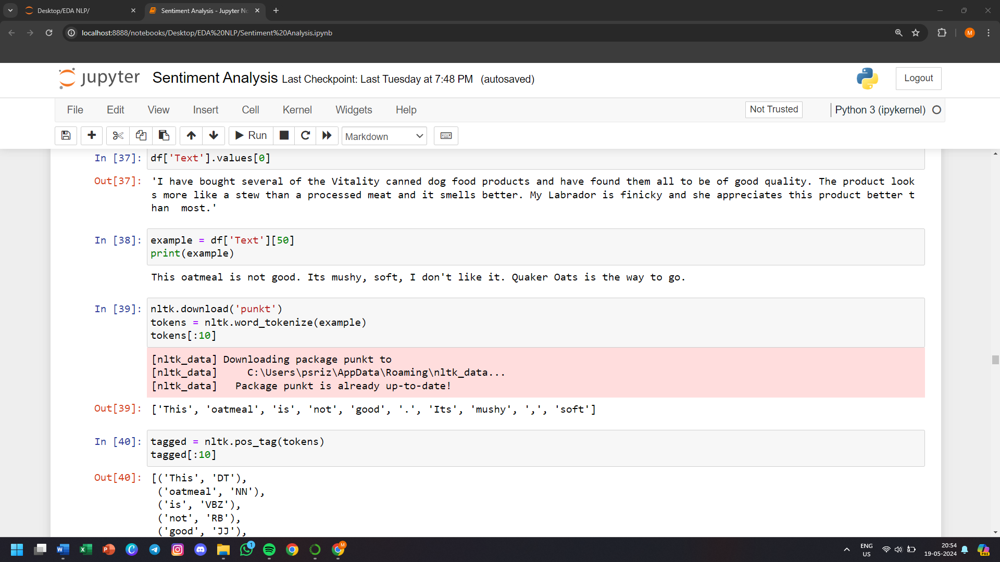 Desktop/EDA NLP/
Sentiment Analysis - Jupyter No
localhost:8888/notebooks/Desktop/EDA%20NLP/Sentiment%20Analysis.ipynb
M
jupyter Sentiment Analysis Last Checkpoint: Last Tuesday at 7:48 PM (autosaved)
Logout
File Edit View Insert Cell Kernel Widgets Help
Not Trusted
Python 3 (ipykernel)
Run
Markdown
In [37]: df['Text'].values[0]
Out[37]: 'I have bought several of the Vitality canned dog food products and have found them all to be of good quality. The product look
s more like a stew than a processed meat and it smells better. My Labrador is finicky and she appreciates this product better t
han  most.'
In [38]: example = df['Text'][50]
print(example)
This oatmeal is not good. Its mushy, soft, I don't like it. Quaker Oats is the way to go.
In [39]: nltk.download('punkt')
tokens = nltk.word_tokenize(example)
tokens[:10]
[nltk_data] Downloading package punkt to
[nltk_data]     C:\Users\psriz\AppData\Roaming\nltk_data...
[nltk_data]   Package punkt is already up-to-date!
Out[39]: ['This', 'oatmeal', 'is', 'not', 'good', '.', 'Its', 'mushy', ',', 'soft']
In [40]: tagged = nltk.pos_tag(tokens)
tagged[:10]
Out[40]: [('This', 'DT'),
('oatmeal', 'NN'),
('is', 'VBZ'),
('not', 'RB'),
('good', 'JJ'),
1
M
ENG
US
20:54
19-05-2024
PRE